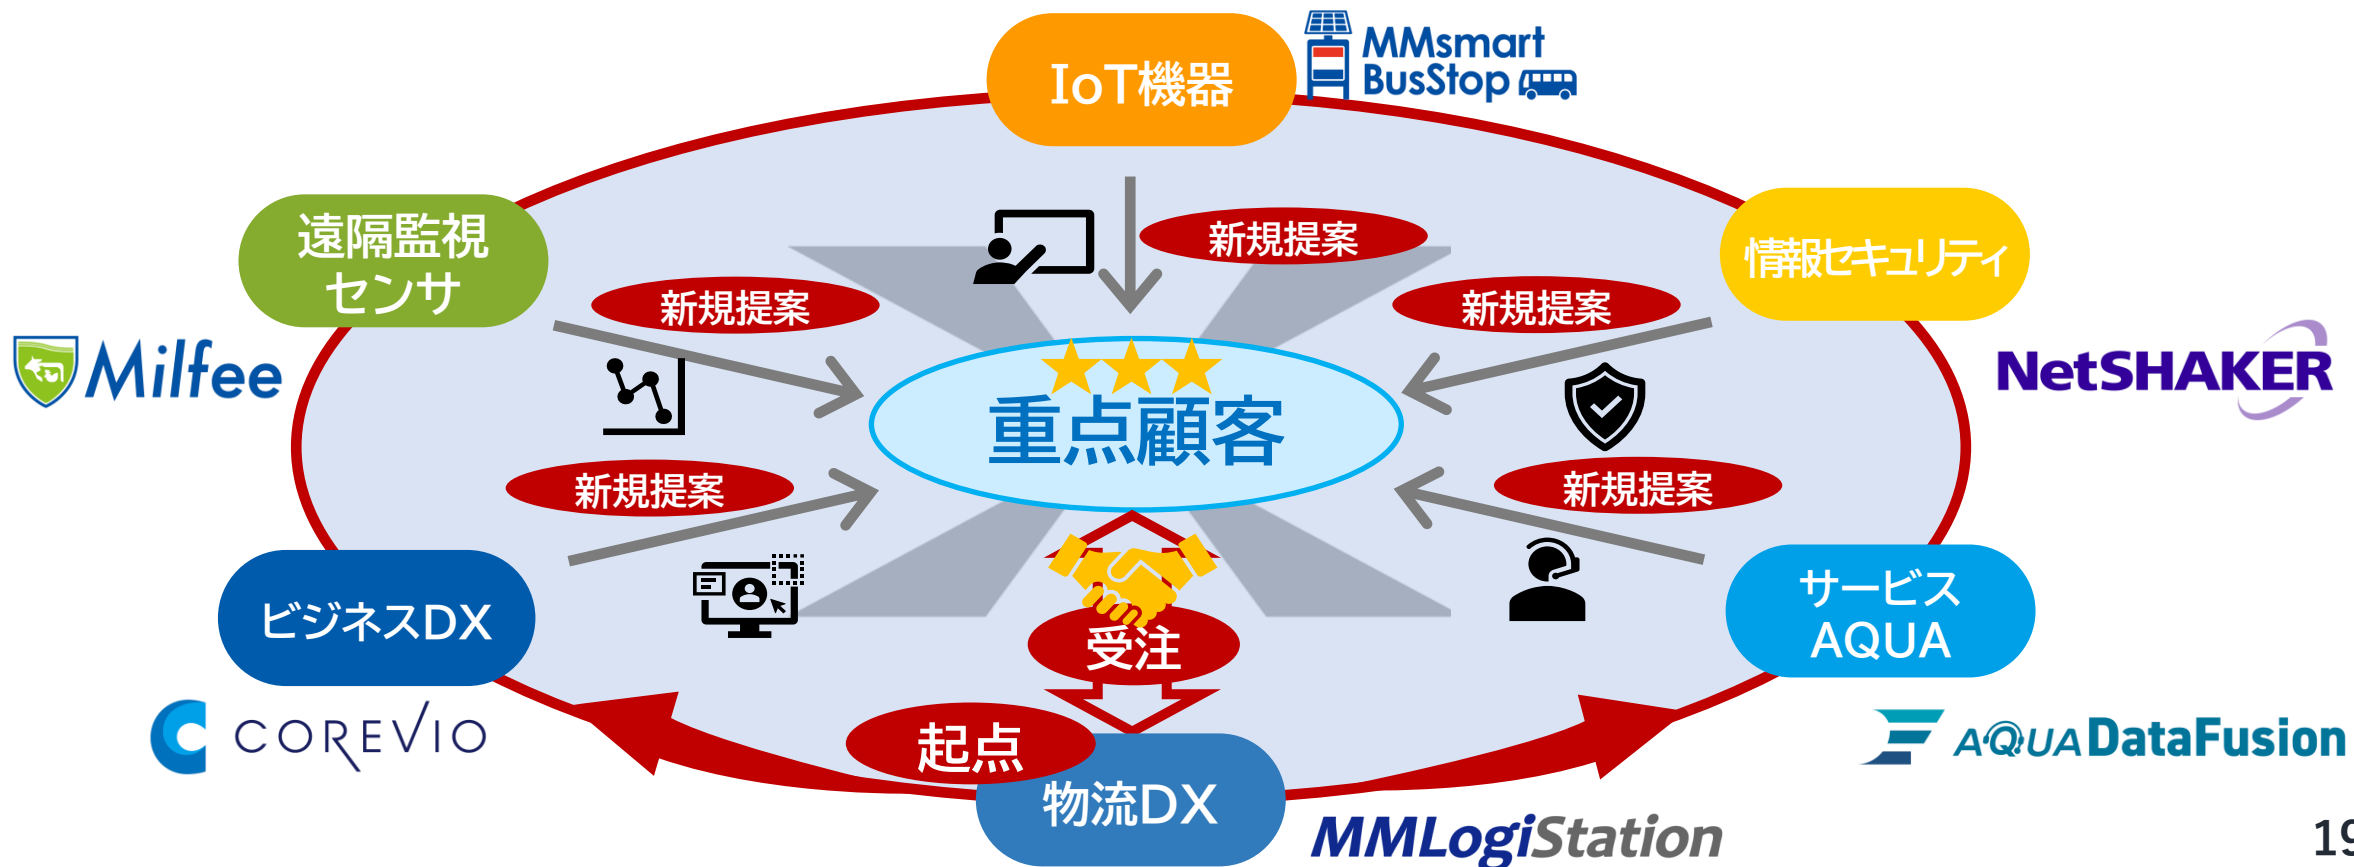 IoT機器
MMsmart
BusStop
遠隔監視
センサ
情報セキュリティ
新規提案
新規提案
新規提案
Milfee
NetSHAKER
重点顧客
新規提案
新規提案
ビジネスDX
サービス
AQUA
受注
COREVIO
起点
AQUA DataFusion
物流DX
MMLogiStation
19